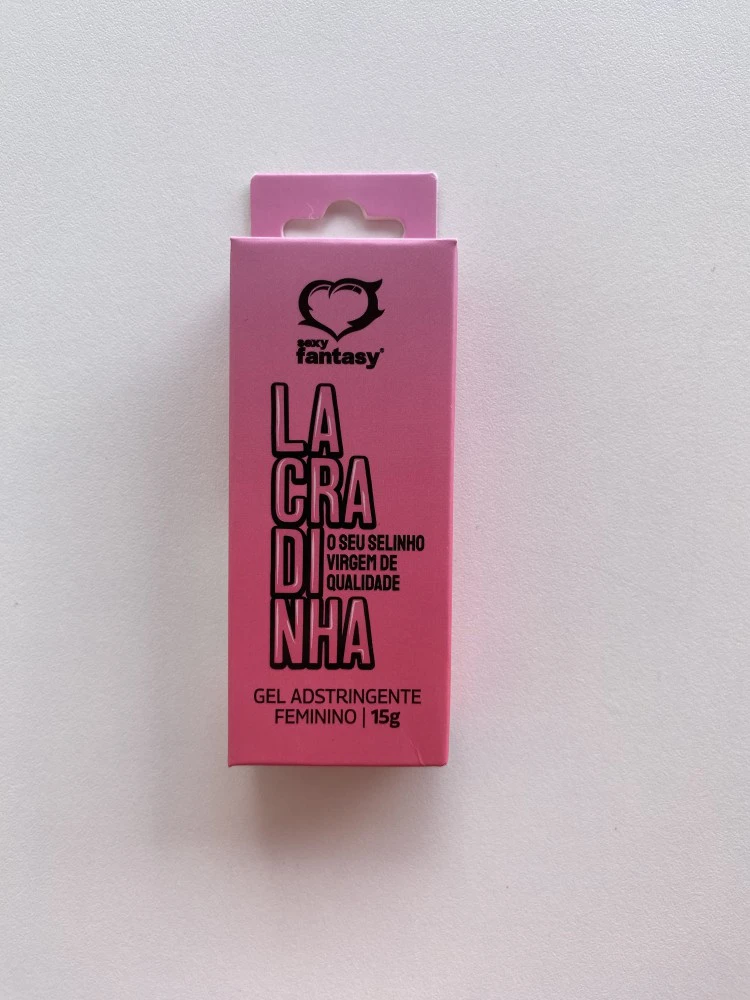 sexy
fantasy®
LA
CRA
DI
NHA
O SEU SELINHO
VIRGEM DE
QUALIDADE
GEL ADSTRINGENTE
FEMININO | 15g